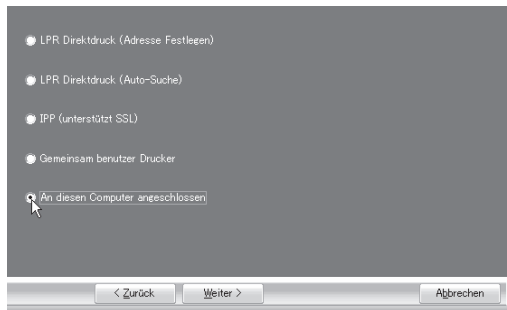 LPR Direktdruck (Adresse Festlegen)
LPR Direktdruck (Auto-Suche)
IPP (unterstützt SSL)
Gemeinsam benutzer Drucker
An diesen Computer angeschlossen
< Zurück Weiter > Abbrechen